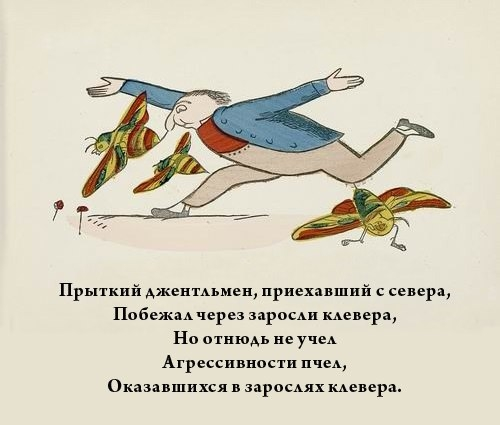 Прыткий джентльмен, приехавший с севера,
Побежал через заросли клевера,
Но отнюдь не учел
Агрессивности пчел,
Оказавшихся в зарослях клевера.